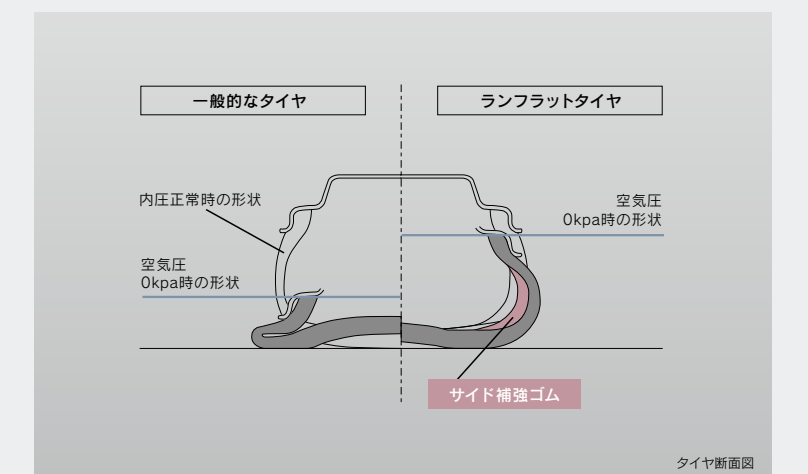 一般的なタイヤ
ランフラットタイヤ
内圧正常時の形状
空気圧
0kpa時の形状
空気圧
0kpa時の形状
サイド補強ゴム
タイヤ断面図